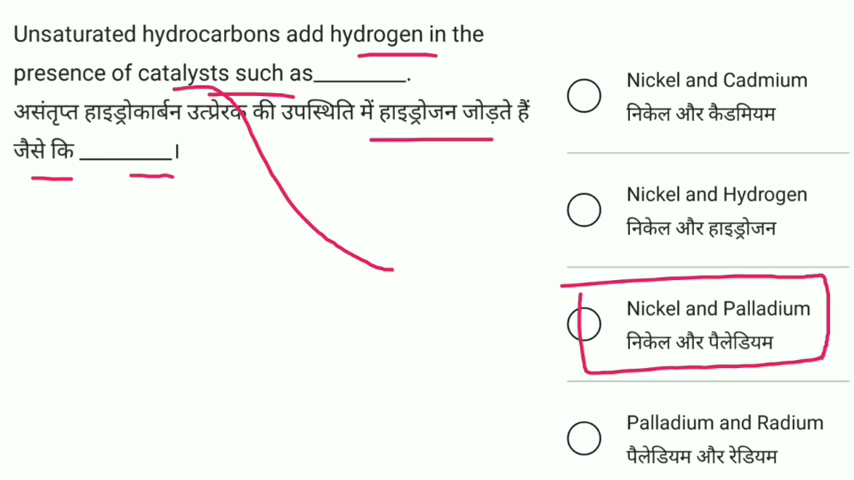 Unsaturated hydrocarbons add hydrogen in the
presence of catalysts such as________.
असंतृप्त हाइड्रोकार्बन उत्प्रेरक की उपस्थिति में हाइड्रोजन जोड़ते हैं
जैसे कि ________।
Nickel and Cadmium
निकेल और कैडमियम
Nickel and Hydrogen
निकेल और हाइड्रोजन
Nickel and Palladium
निकेल और पैलेडियम
Palladium and Radium
पैलेडियम और रेडियम